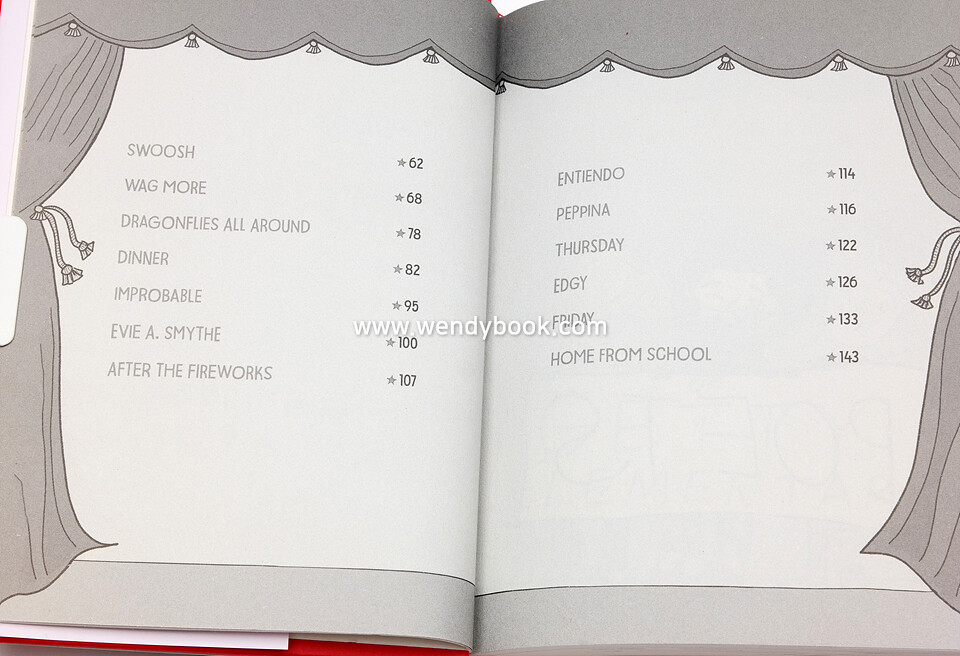 SWOOSH ★62
WAG MORE ★68
DRAGONFLIES ALL AROUND ★78
DINNER ★82
IMPROBABLE ★95
EVIE A. SMYTHE ★100
AFTER THE FIREWORKS ★107
ENTIENDO ★114
PEPPINA ★116
THURSDAY ★122
EDGY ★126
FRIDAY ★133
HOME FROM SCHOOL ★143
www.wendybook.com